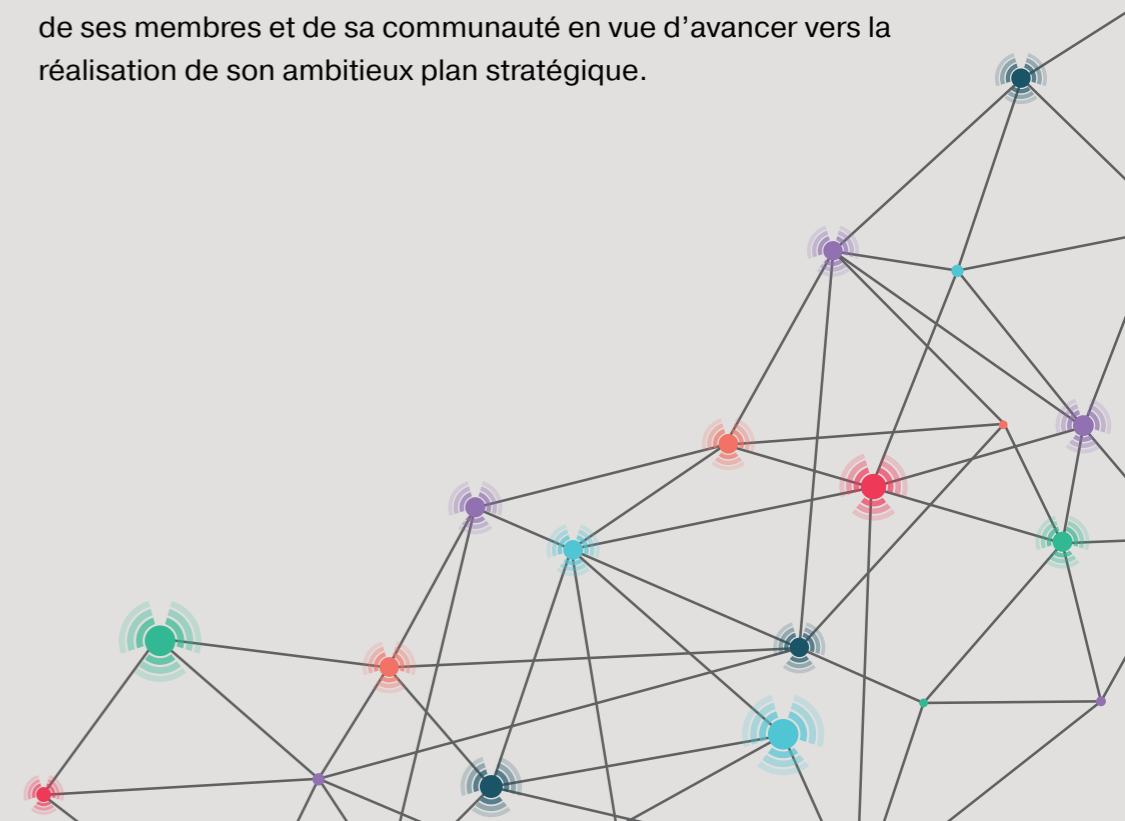 de ses membres et de sa communauté en vue d’avancer vers la
réalisation de son ambitieux plan stratégique.